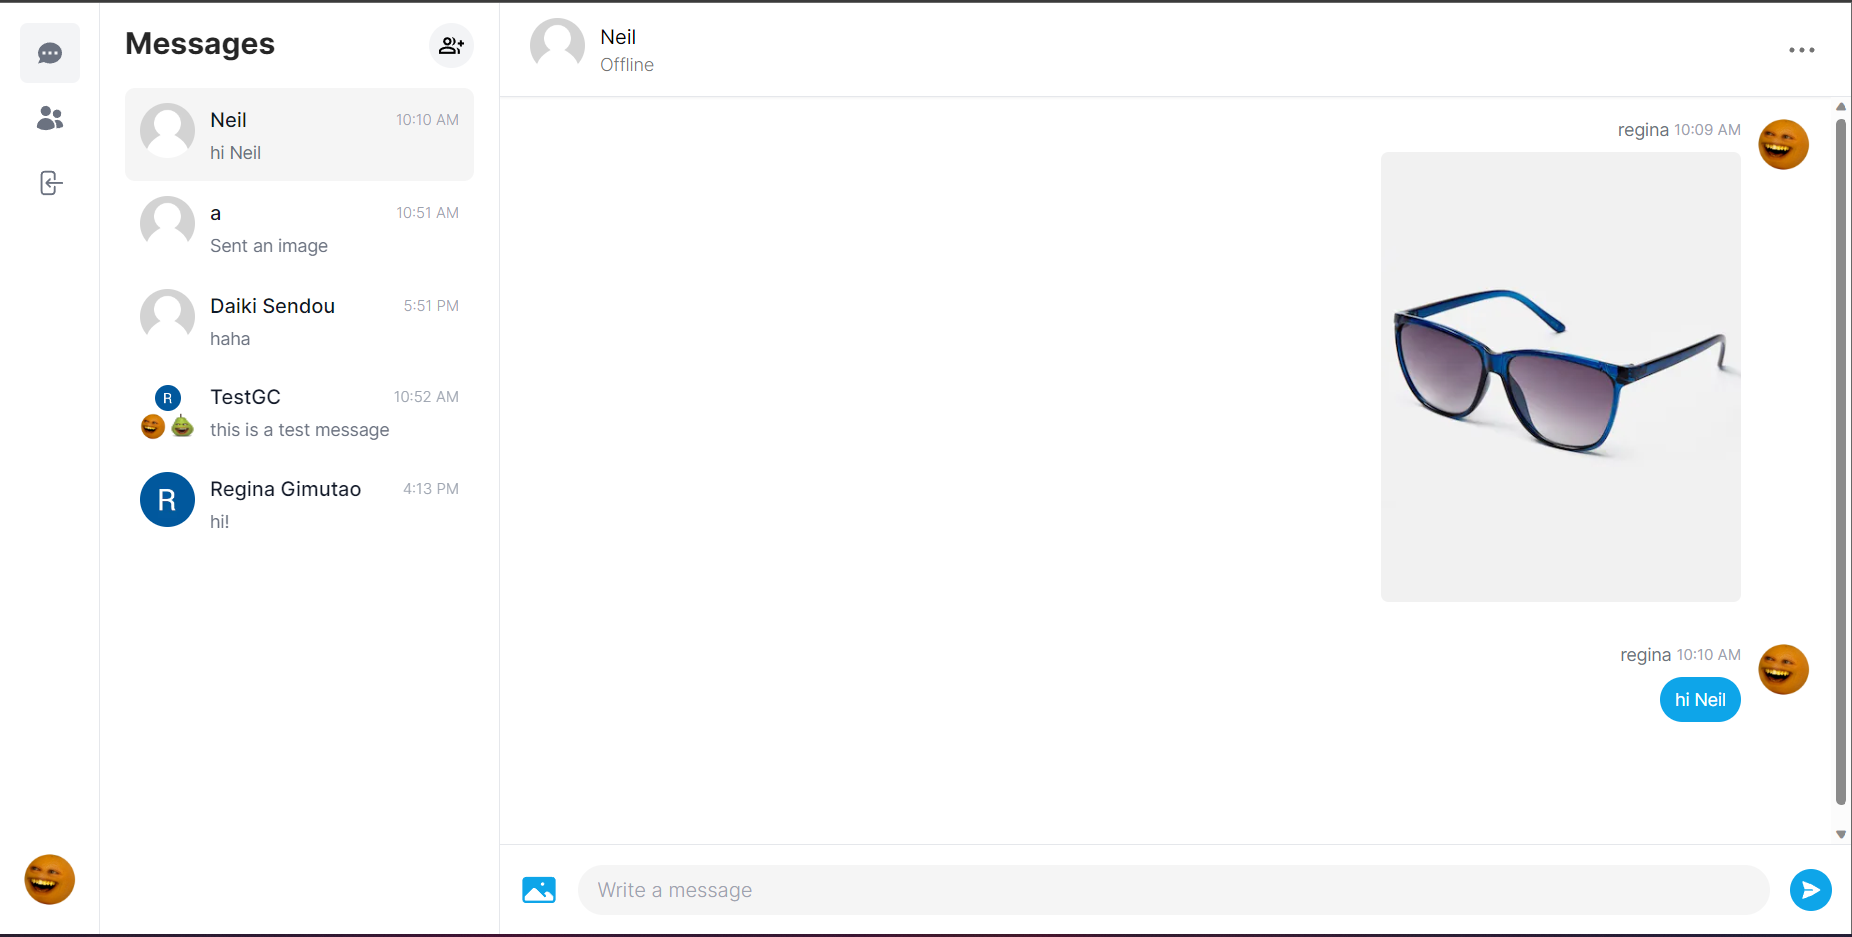 Messages
Neil
10:10 AM
hi Neil
a
10:51 AM
Sent an image
Daiki Sendou
5:51 PM
haha
R
TestGC
10:52 AM
this is a test message
R
Regina Gimutao
4:13 PM
hi!
Neil
Offline
regina 10:09 AM
regina 10:10 AM
hi Neil
Write a message